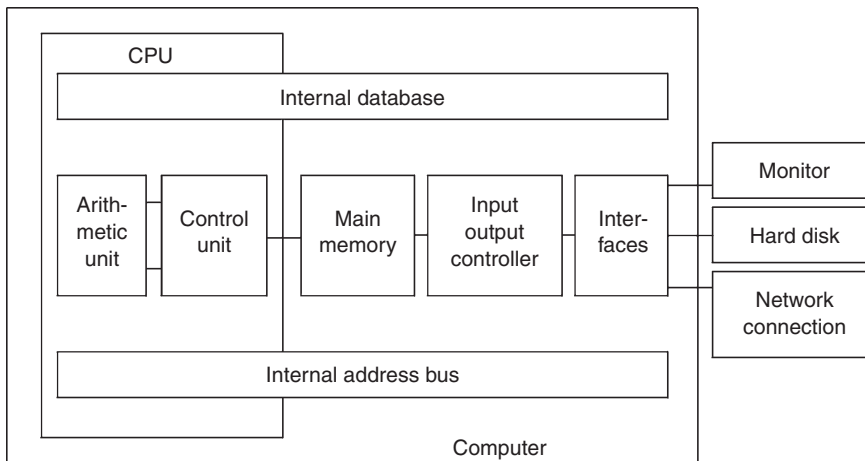 CPU
Internal database
Arith-
metic
unit
Control
unit
Main
memory
Input
output
controller
Inter-
faces
Monitor
Hard disk
Network
connection
Internal address bus
Computer